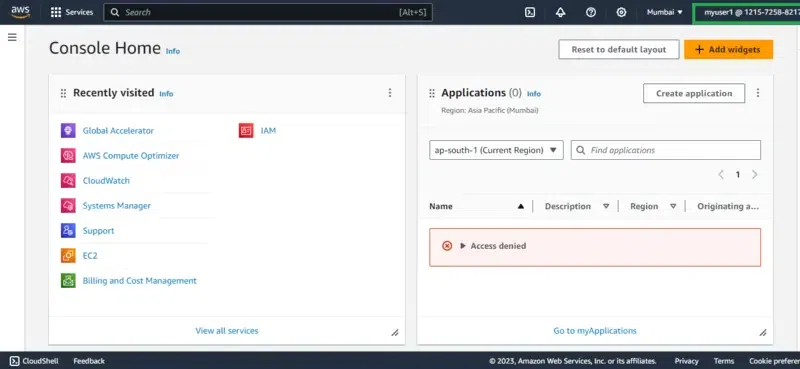 aws
Services
Search
[Alt+S]
Mumbai
myuser1 @ 1215-7258-8217
Console Home Info
Reset to default layout
+ Add widgets
Recently visited Info
Global Accelerator
AWS Compute Optimizer
CloudWatch
Systems Manager
Support
EC2
Billing and Cost Management
IAM
View all services
Applications (0) Info
Region: Asia Pacific (Mumbai)
Create application
ap-south-1 (Current Region)
Find applications
1
Name Description Region Originating a...
Access denied
Go to myApplications
CloudShell Feedback © 2023, Amazon Web Services, Inc. or its affiliates. Privacy Terms Cookie